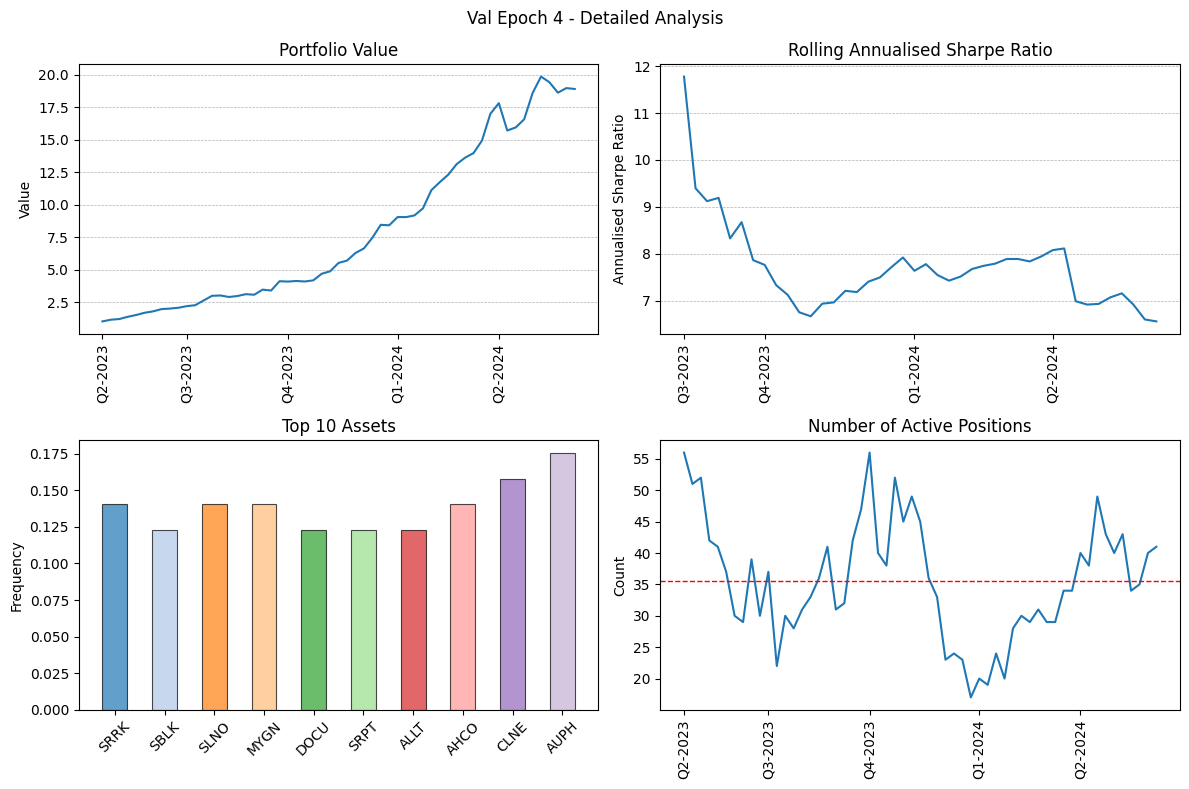 Val Epoch 4 - Detailed Analysis
Portfolio Value
Value
20.0
17.5
15.0
12.5
10.0
7.5
5.0
2.5
Q2-2023
Q3-2023
Q4-2023
Q1-2024
Q2-2024
Rolling Annualised Sharpe Ratio
Annualised Sharpe Ratio
12
11
10
9
8
7
Q3-2023
Q4-2023
Q1-2024
Q2-2024
Top 10 Assets
Frequency
0.175
0.150
0.125
0.100
0.075
0.050
0.025
0.000
SRRK
SBLK
SLNO
MYGN
DOCU
SRPT
ALLT
AHCO
CLNE
AUPH
Number of Active Positions
Count
55
50
45
40
35
30
25
20
Q2-2023
Q3-2023
Q4-2023
Q1-2024
Q2-2024